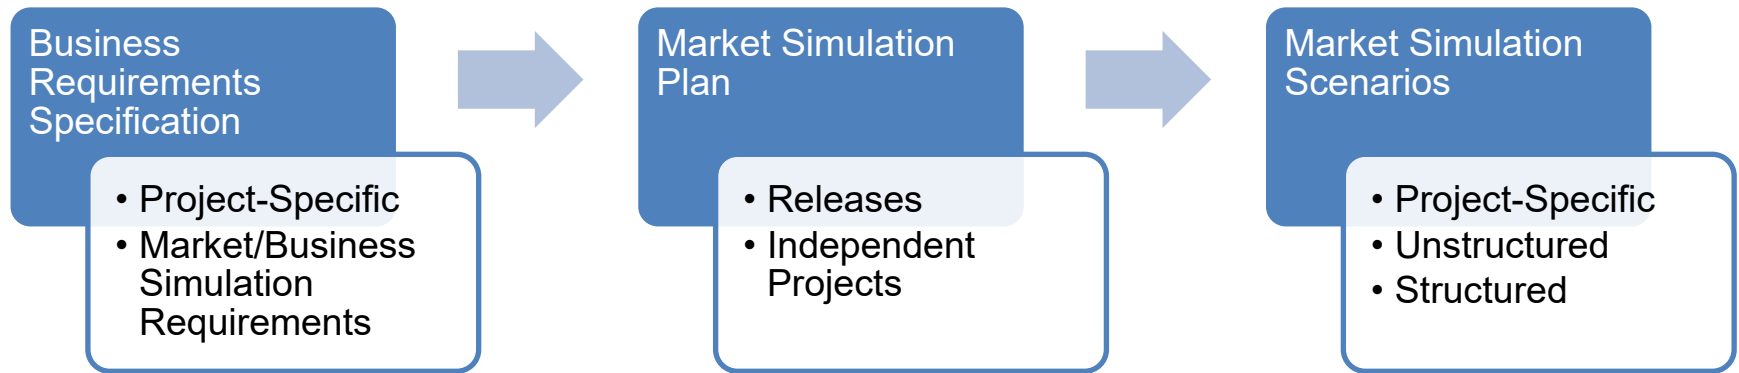 Business
Requirements
Specification
• Project-Specific
• Market/Business
Simulation
Requirements
Market Simulation
Plan
• Releases
• Independent
Projects
Market Simulation
Scenarios
• Project-Specific
• Unstructured
• Structured